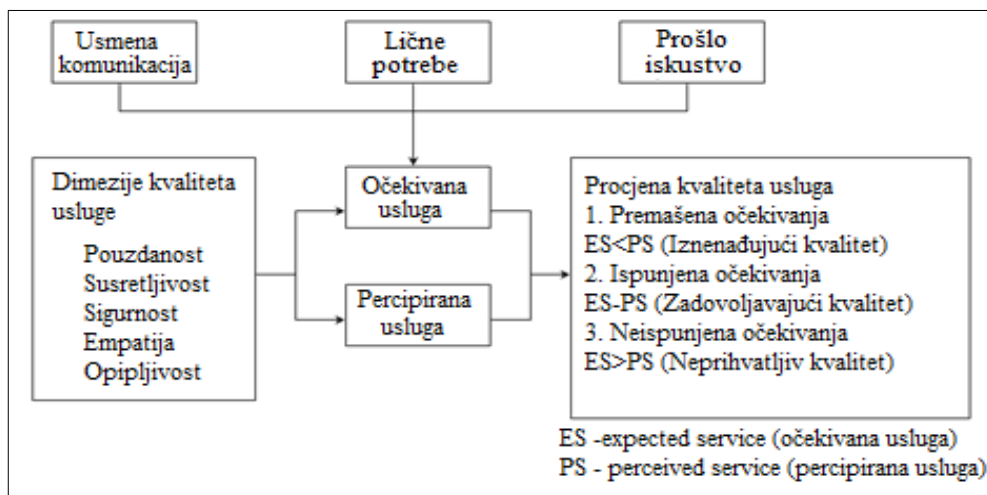 Usmena
komunikacija
Lične
potrebe
Prošlo
iskustvo
Dimezije kvaliteta
usluge
Pouzdanost
Susretljivost
Sigurnost
Empatija
Opipljivost
Očekivana
usluga
Percipirana
usluga
Procjena kvaliteta usluga
1. Premašena očekivanja
ES<PS (Iznenađujući kvalitet)
2. Ispunjena očekivanja
ES-PS (Zadovoljavajući kvalitet)
3. Neispunjena očekivanja
ES>PS (Neprihvatljiv kvalitet)
ES -expected service (očekivana usluga)
PS - perceived service (percipirana usluga)